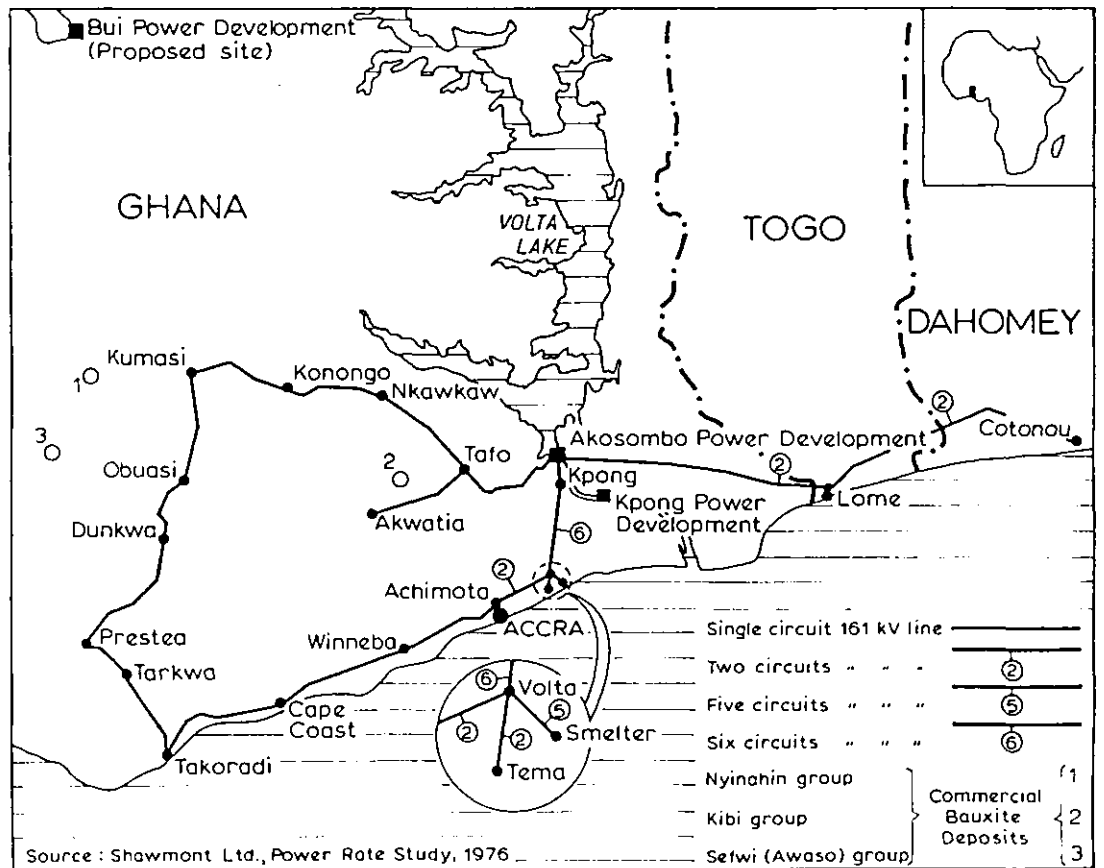 Bui Power Development
(Proposed site)
GHANA
VOLTA
LAKE
TOGO
DAHOMEY
Kumasi
1
Konongo
Nkawkaw
3
2
Cotonou
Akosombo Power Development
Obuasi
2
Tafo
2
Kpong
Lome
Akwatia
Kpong Power
Development
Dunkwa
6
2
Achimota
ACCRA
Prestea
Winneba
Tarkwa
Cape
Coast
Takoradi
6
Volta
5
2
2
Smelter
Tema
Single circuit 161 kV line
Two circuits " " " 2
Five circuits " " " 5
Six circuits " " " 6
Nyinahin group 1
Kibi group 2
Sefwi (Awaso) group 3
Commercial
Bauxite
Deposits
Source : Shawmont Ltd., Power Rate Study, 1976